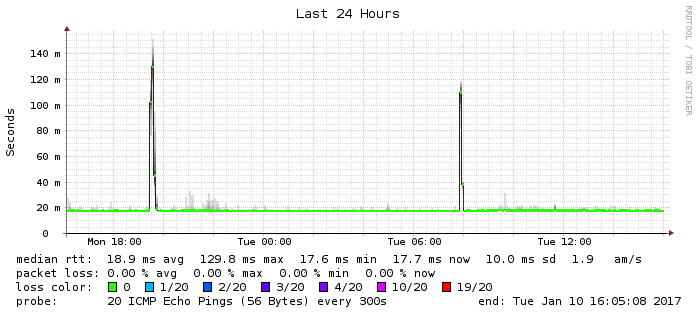 Last 24 Hours
RRDTOOL / TOBI OETIKER
Seconds
140 m
120 m
100 m
80 m
60 m
40 m
20 m
0
Mon 18:00 Tue 00:00 Tue 06:00 Tue 12:00
median rtt: 18.9 ms avg 129.8 ms max 17.6 ms min 17.7 ms now 10.0 ms sd 1.9 am/s
packet loss: 0.00 % avg 0.00 % max 0.00 % min 0.00 % now
loss color: 0 1/20 2/20 3/20 4/20 10/20 19/20
probe: 20 ICMP Echo Pings (56 Bytes) every 300s end: Tue Jan 10 16:05:08 2017